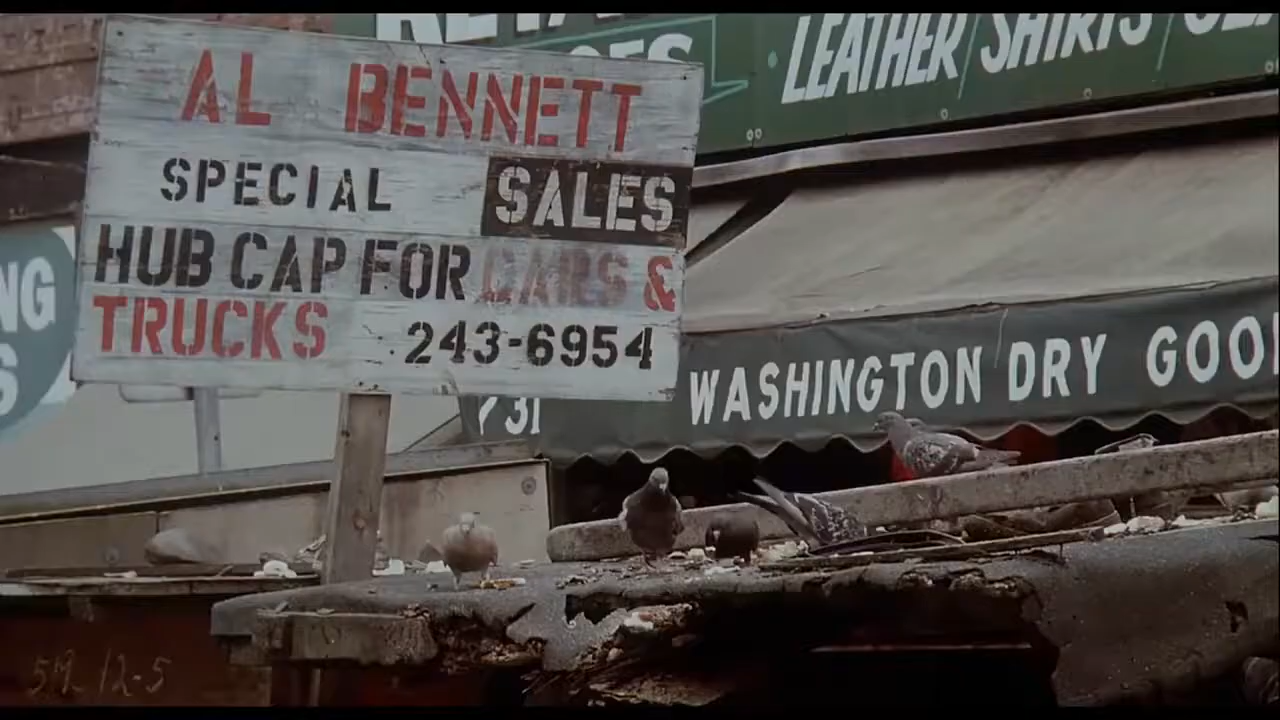 AL BENNETT
SPECIAL SALES
HUB CAP FOR CARS &
TRUCKS 243-6954
LEATHER/SHIRTS/
WASHINGTON DRY GOO
731
NG
S
59 12-5